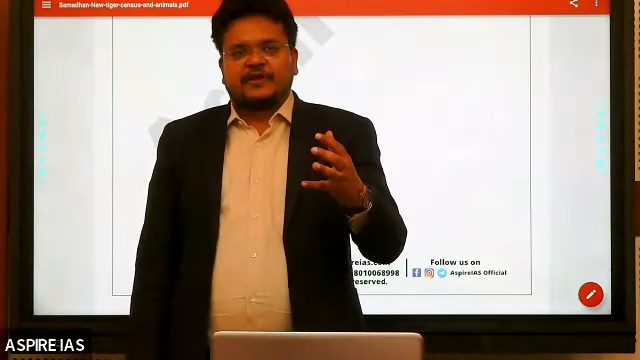 Samadhan-New-tiger-census-and-animals.pdf
Follow us on
8010068998
AspireIAS Official
reserved.
ASPIRE IAS